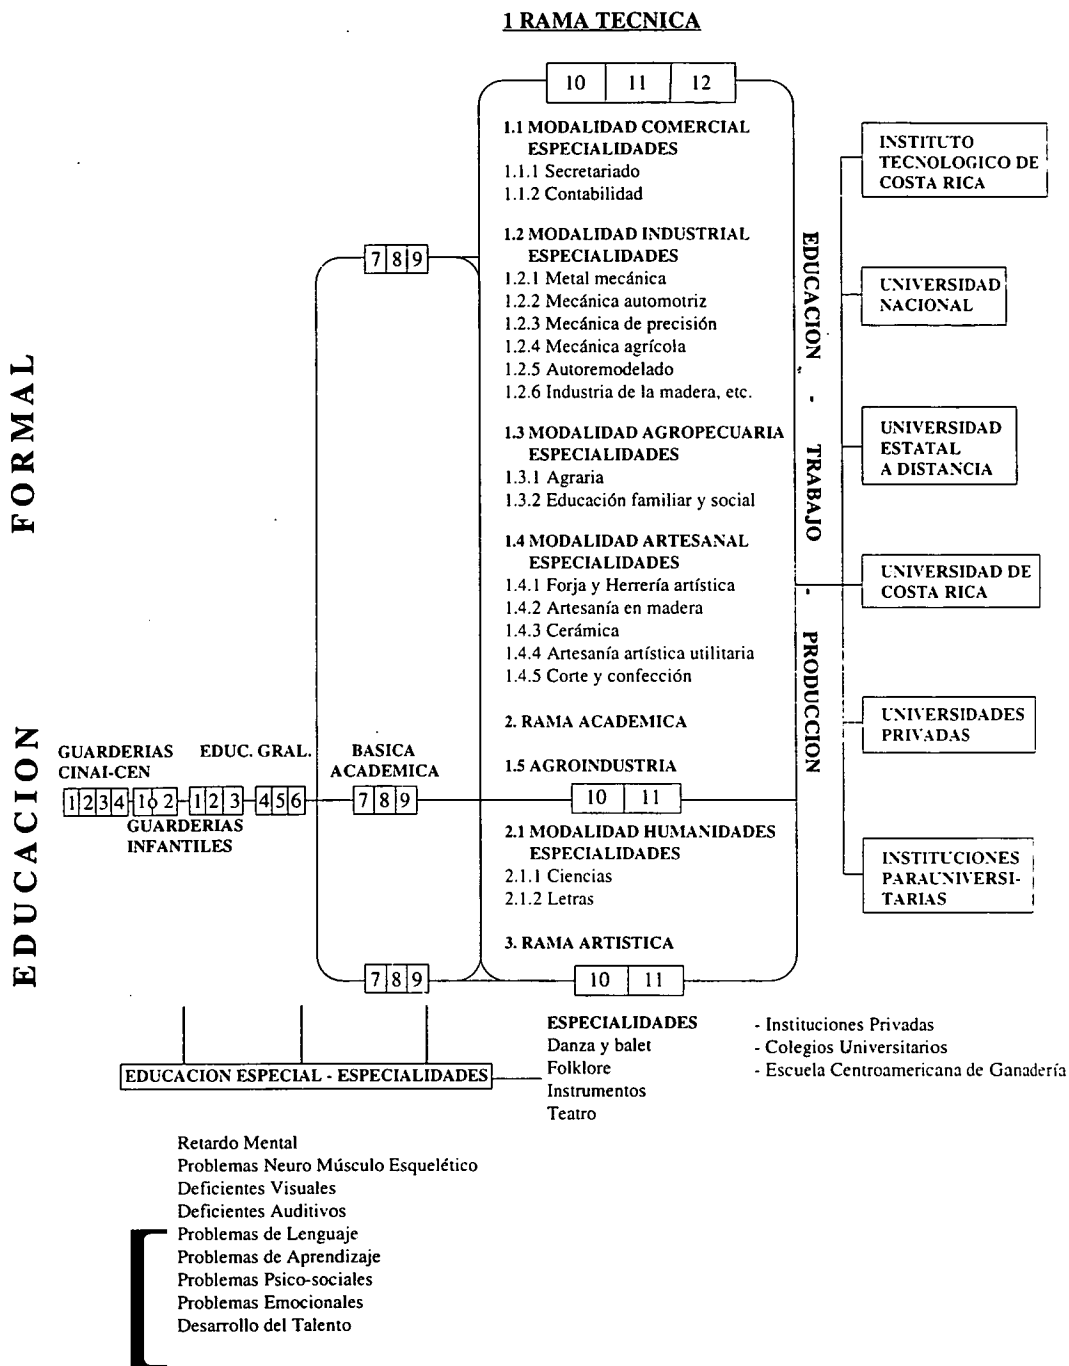 1 RAMA TECNICA
10 11 12
1.1 MODALIDAD COMERCIAL
ESPECIALIDADES
1.1.1 Secretariado
1.1.2 Contabilidad
1.2 MODALIDAD INDUSTRIAL
ESPECIALIDADES
1.2.1 Metal mecánica
1.2.2 Mecánica automotriz
1.2.3 Mecánica de precisión
1.2.4 Mecánica agrícola
1.2.5 Autoremodelado
1.2.6 Industria de la madera, etc.
1.3 MODALIDAD AGROPECUARIA
ESPECIALIDADES
1.3.1 Agraria
1.3.2 Educación familiar y social
1.4 MODALIDAD ARTESANAL
ESPECIALIDADES
1.4.1 Forja y Herrería artística
1.4.2 Artesanía en madera
1.4.3 Cerámica
1.4.4 Artesanía artística utilitaria
1.4.5 Corte y confección
2. RAMA ACADEMICA
1.5 AGROINDUSTRIA
10 11
2.1 MODALIDAD HUMANIDADES
ESPECIALIDADES
2.1.1 Ciencias
2.1.2 Letras
3. RAMA ARTISTICA
10 11
ESPECIALIDADES
Danza y balet
Folklore
Instrumentos
Teatro
EDUCACION - TRABAJO - PRODUCCION
INSTITUTO
TECNOLOGICO DE
COSTA RICA
UNIVERSIDAD
NACIONAL
UNIVERSIDAD
ESTATAL
A DISTANCIA
UNIVERSIDAD DE
COSTA RICA
UNIVERSIDADES
PRIVADAS
INSTITUCIONES
PARAUNIVERSI-
TARIAS
- Instituciones Privadas
- Colegios Universitarios
- Escuela Centroamericana de Ganadería
EDUCACION FORMAL
7 8 9
GUARDERIAS
CINAI-CEN
EDUC. GRAL.
BASICA
ACADEMICA
1 2 3 4 1ó 2 1 2 3 4 5 6 7 8 9
GUARDERIAS
INFANTILES
7 8 9
EDUCACION ESPECIAL - ESPECIALIDADES
Retardo Mental
Problemas Neuro Músculo Esquelético
Deficientes Visuales
Deficientes Auditivos
Problemas de Lenguaje
Problemas de Aprendizaje
Problemas Psico-sociales
Problemas Emocionales
Desarrollo del Talento